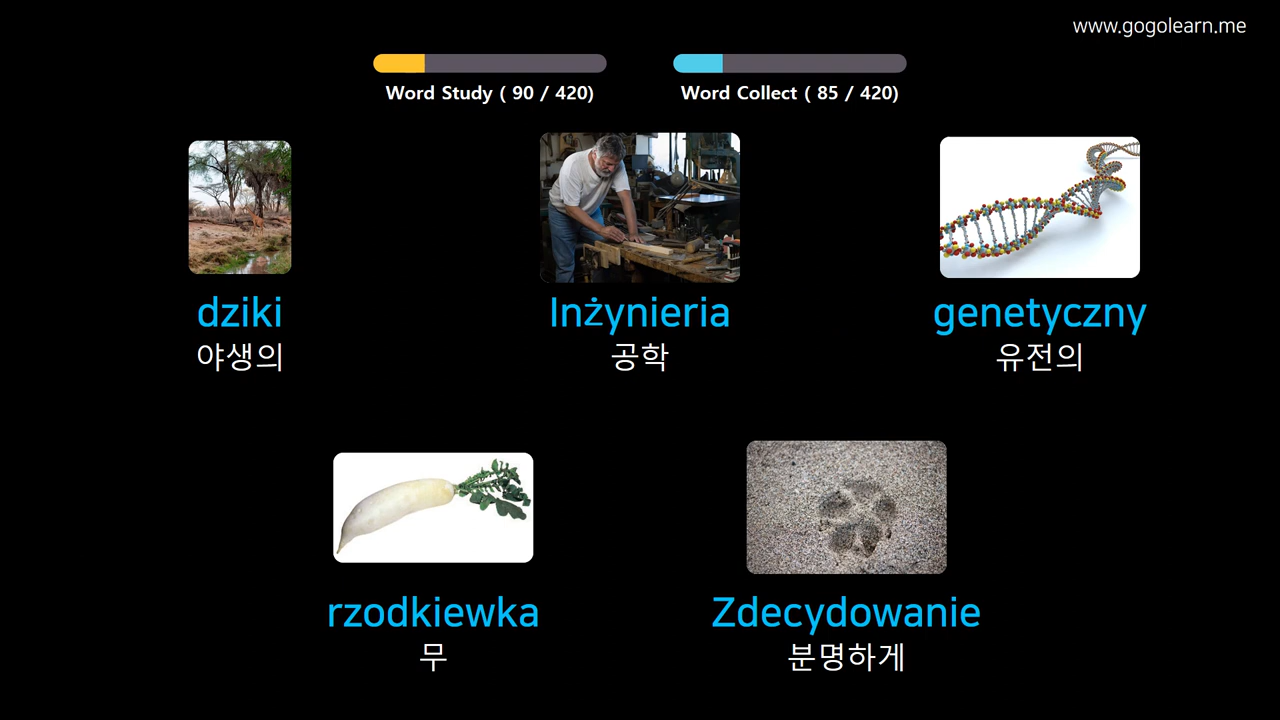 www.gogolearn.me
Word Study ( 90 / 420)
Word Collect ( 85 / 420)
dziki
야생의
Inżynieria
공학
genetyczny
유전의
rzodkiewka
무
Zdecydowanie
분명하게